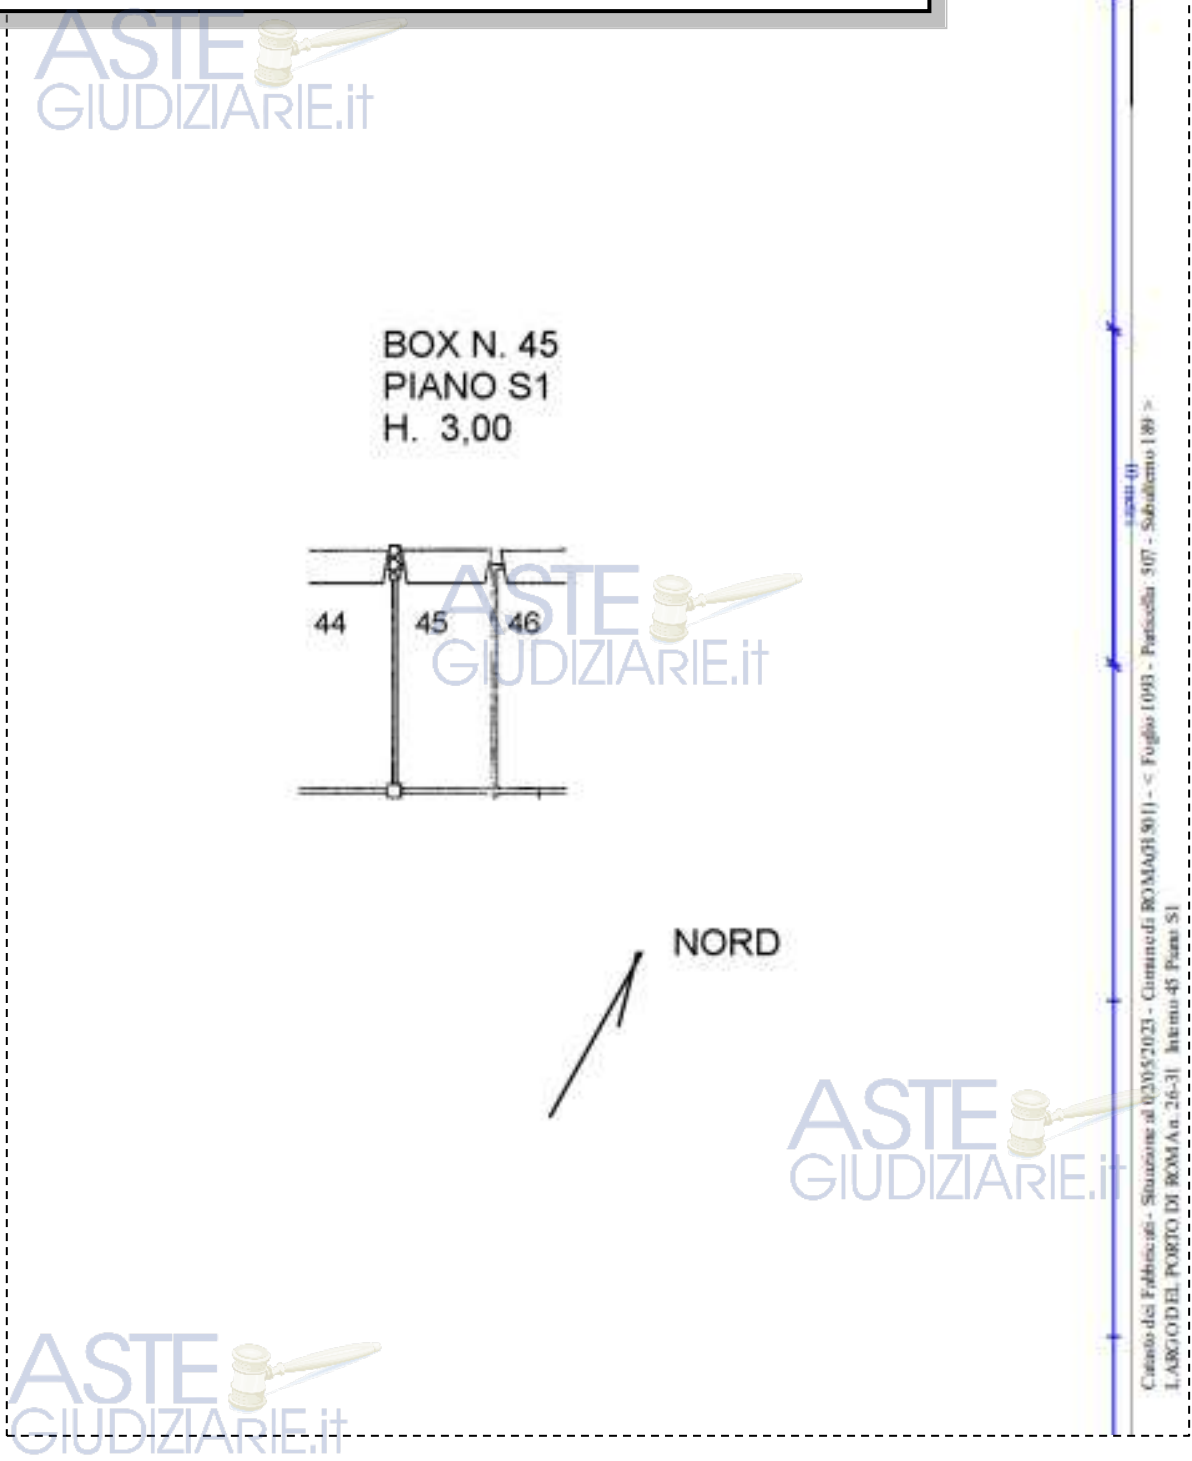 ASTE
GIUDIZIARIE.it
BOX N. 45
PIANO S1
H. 3,00
44 45 46
ASTE
GIUDIZIARIE.it
NORD
ASTE
GIUDIZIARIE.it
ASTE
GIUDIZIARIE.it
Catasto dei Fabbricati - Situazione al 02/05/2023 - Comune di ROMA(H501) - < Foglio 1093 - Particella 507 - Subalterno 189 >
LARGO DEL PORTO DI ROMA n. 26-31 Interno 45 Piano S1